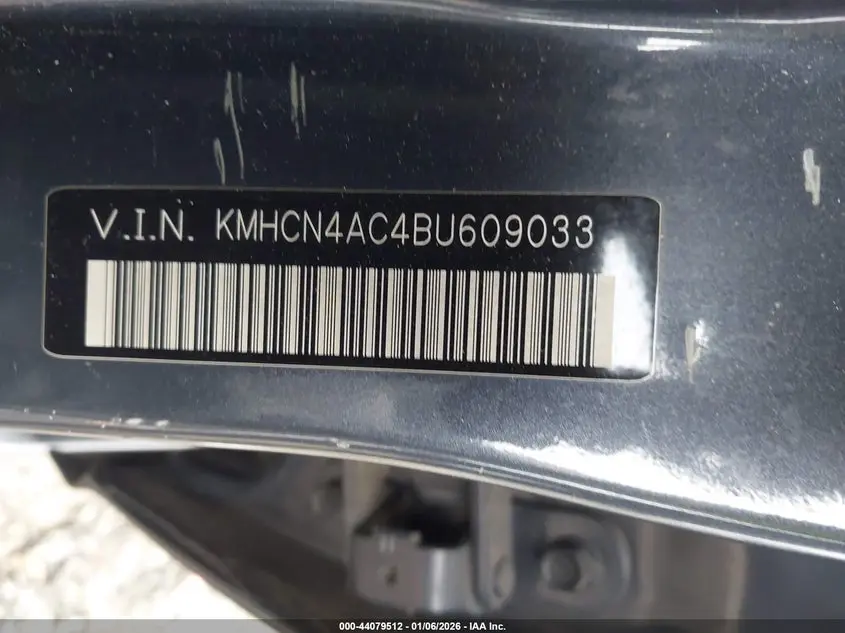 V.I.N. KMHCN4AC4BU609033
000-44079512 - 01/06/2026 - IAA Inc.